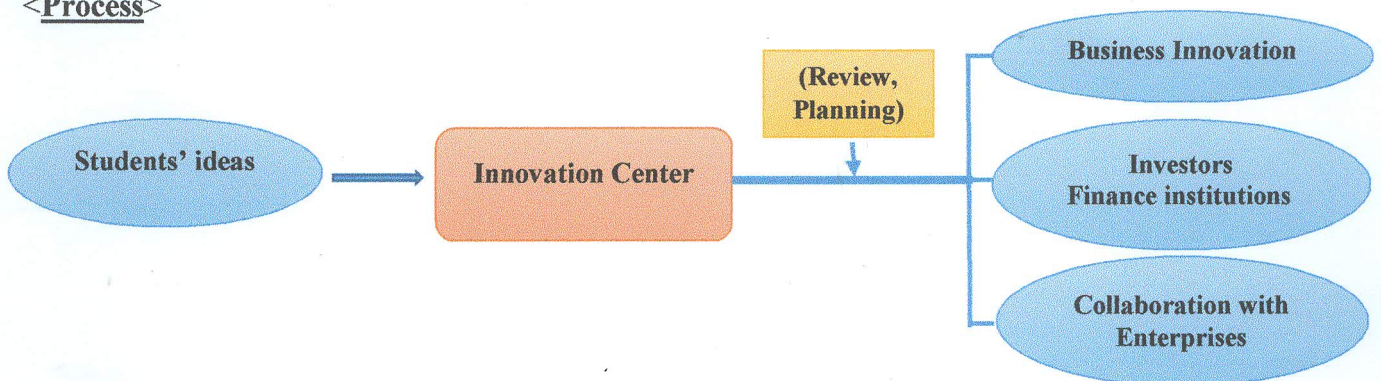 <Process>
Students’ ideas
Innovation Center
(Review,
Planning)
Business Innovation
Investors
Finance institutions
Collaboration with
Enterprises